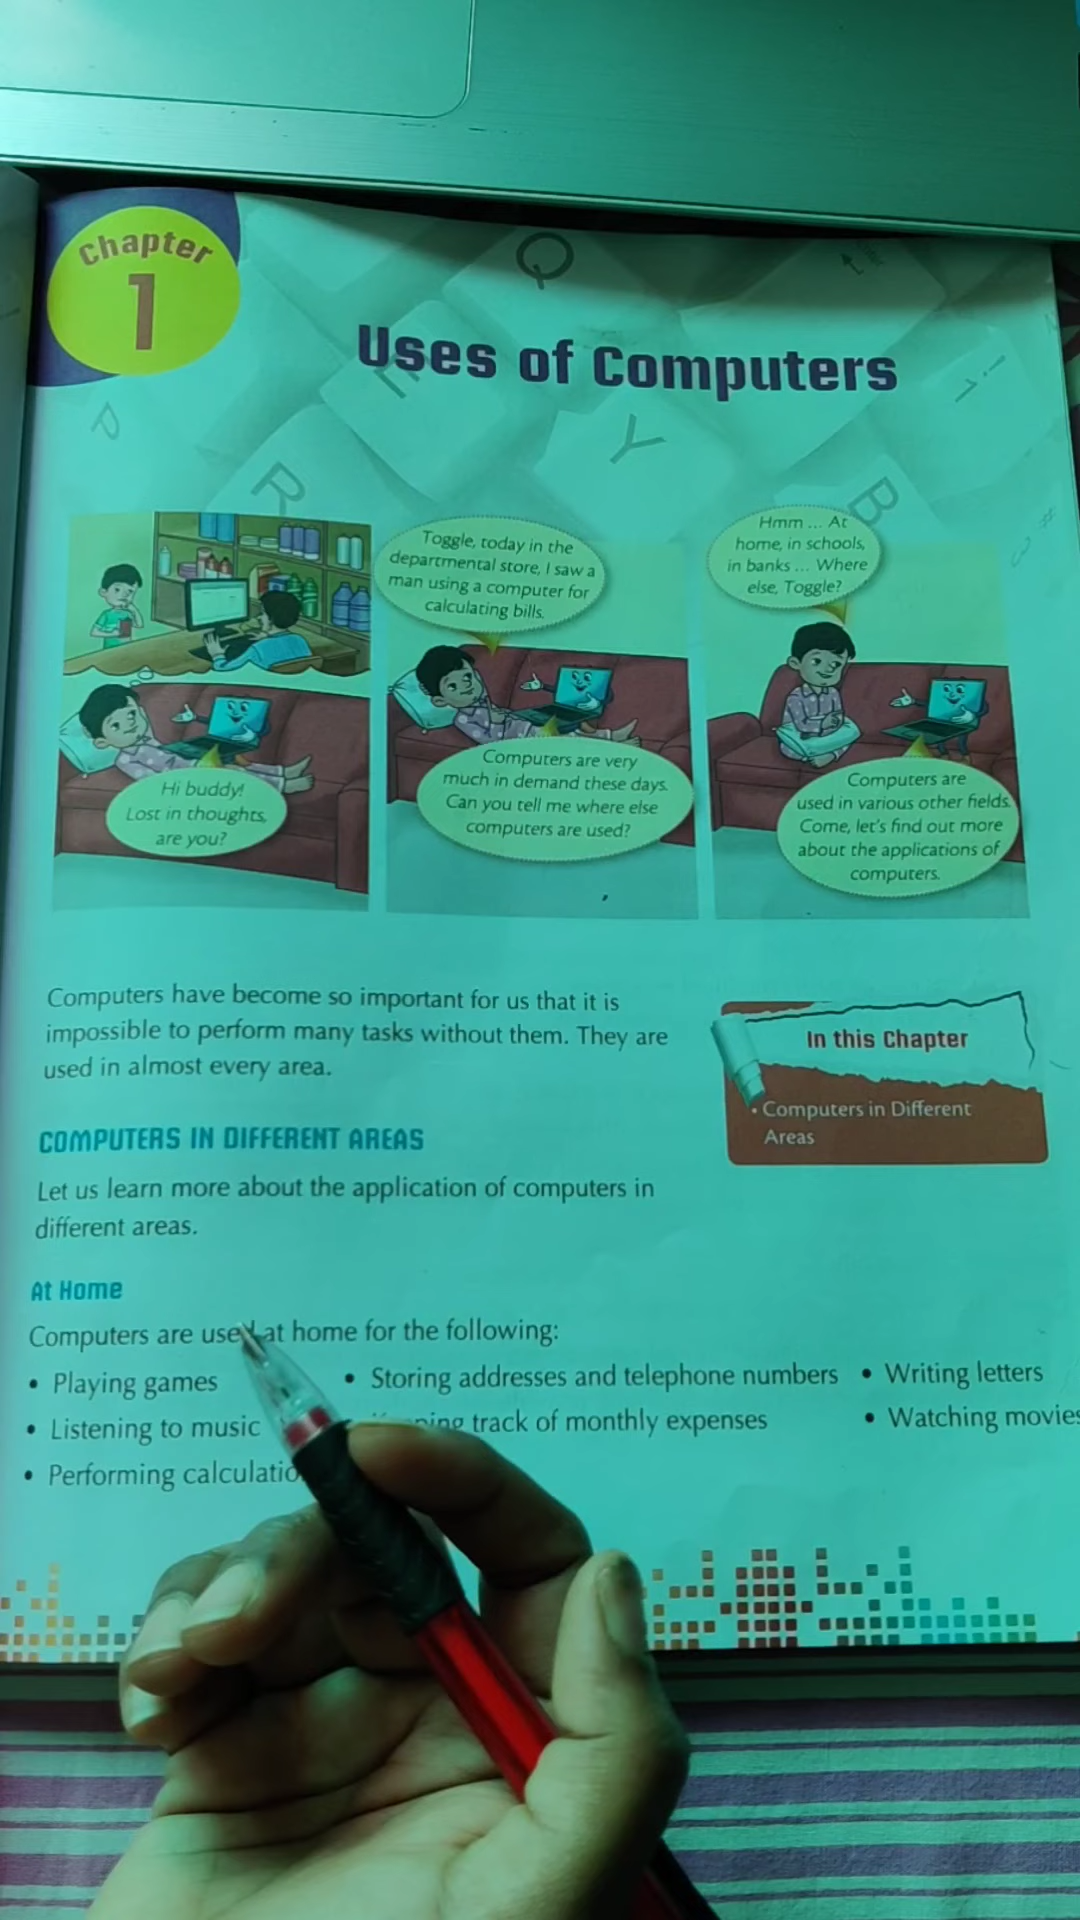 Chapter
1
Uses of Computers
Hi buddy!
Lost in thoughts,
are you?
Toggle, today in the
departmental store, I saw a
man using a computer for
calculating bills.
Computers are very
much in demand these days.
Can you tell me where else
computers are used?
Hmm ... At
home, in schools,
in banks ... Where
else, Toggle?
Computers are
used in various other fields.
Come, let's find out more
about the applications of
computers.
Computers have become so important for us that it is
impossible to perform many tasks without them. They are
used in almost every area.
In this Chapter
• Computers in Different
Areas
COMPUTERS IN DIFFERENT AREAS
Let us learn more about the application of computers in
different areas.
At Home
Computers are used at home for the following:
• Playing games • Storing addresses and telephone numbers • Writing letters
• Listening to music track of monthly expenses • Watching movies
• Performing